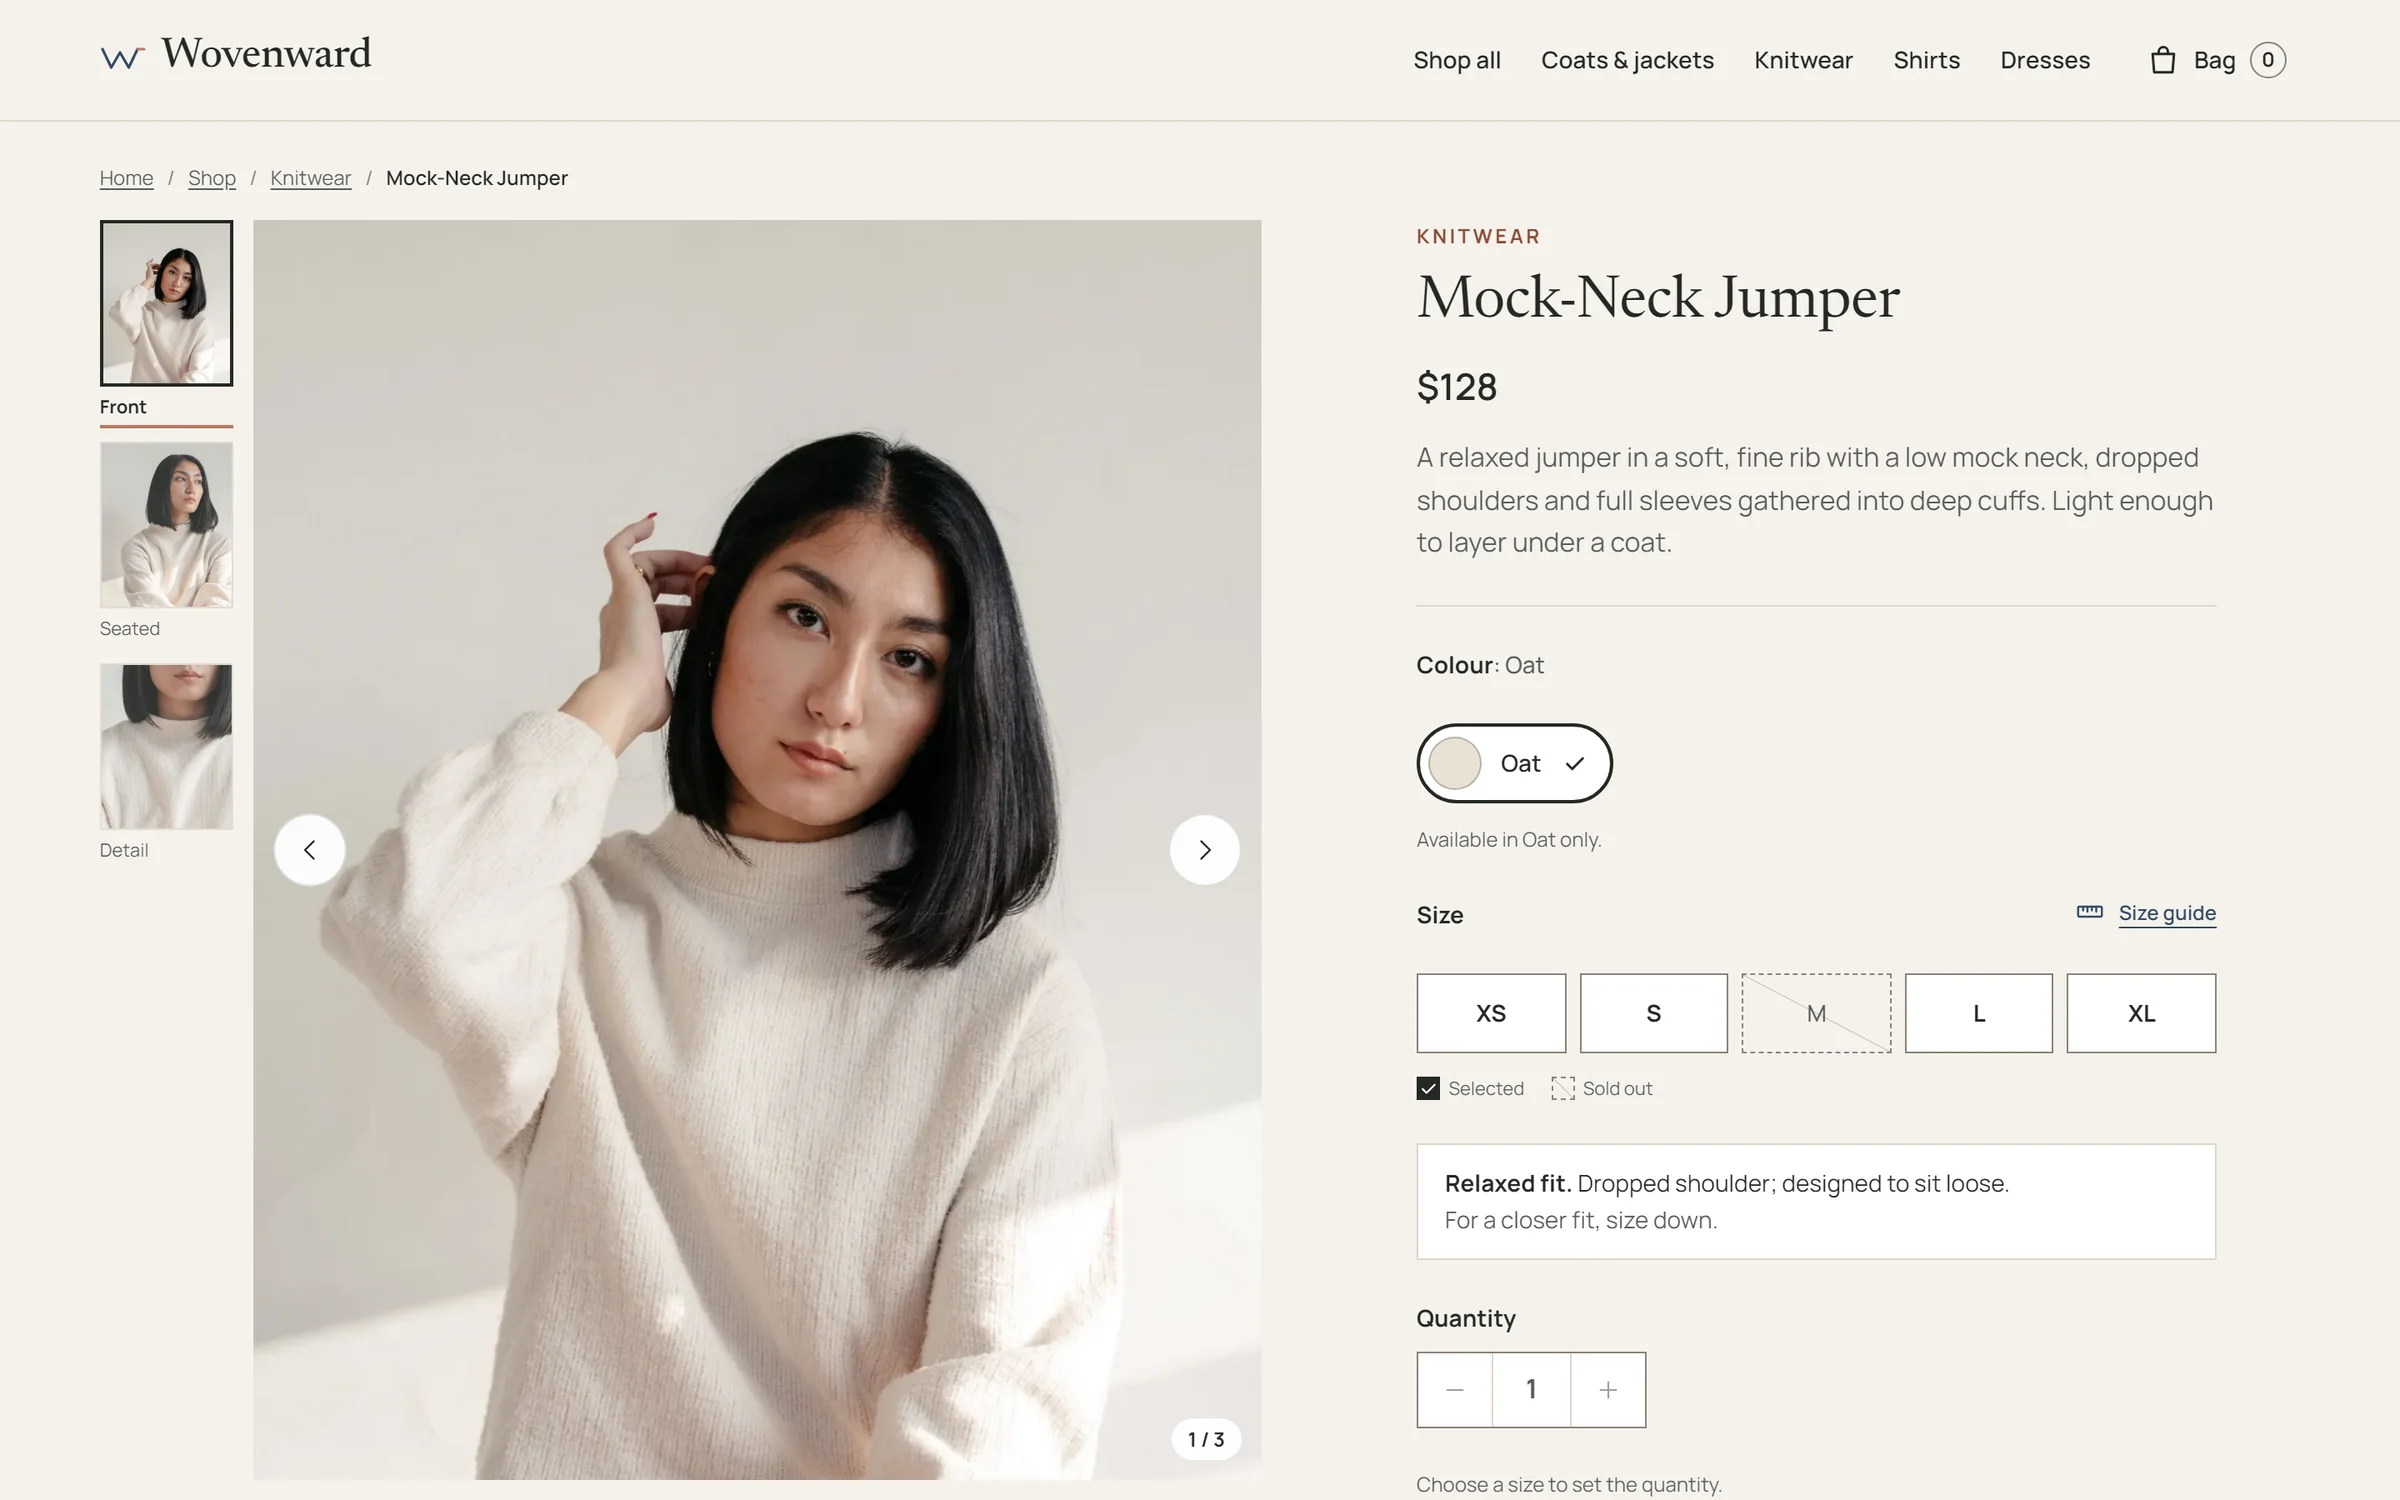 Wovenward
Shop all
Coats & jackets
Knitwear
Shirts
Dresses
Bag
0
Home / Shop / Knitwear / Mock-Neck Jumper
Front
Seated
Detail
1 / 3
KNITWEAR
Mock-Neck Jumper
$128
A relaxed jumper in a soft, fine rib with a low mock neck, dropped
shoulders and full sleeves gathered into deep cuffs. Light enough
to layer under a coat.
Colour: Oat
Oat
Available in Oat only.
Size
Size guide
XS
S
M
L
XL
Selected
Sold out
Relaxed fit. Dropped shoulder; designed to sit loose.
For a closer fit, size down.
Quantity
1
Choose a size to set the quantity.